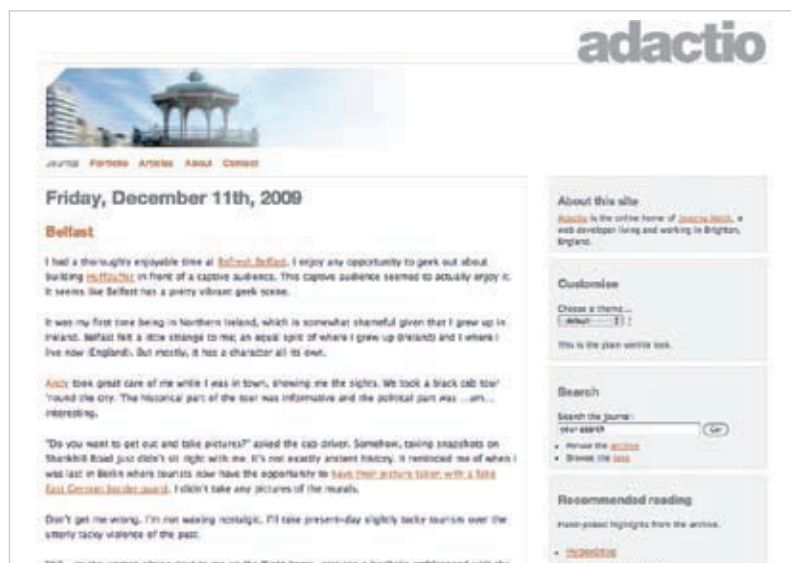 adactio
Journal Portfolio Articles About Contact
Friday, December 11th, 2009
Belfast
I had a thoroughly enjoyable time at Refresh Belfast. I enjoy any opportunity to geek out about
building Huffduffer in front of a captive audience. This captive audience seemed to actually enjoy it.
It seems like Belfast has a pretty vibrant geek scene.
It was my first time being in Northern Ireland, which is somewhat shameful given that I grew up in
Ireland. Belfast felt a little strange to me; an equal split of where I grew up (Ireland) and I where I
live now (England). But mostly, it has a character all its own.
Andy took great care of me while I was in town, showing me the sights. We took a black cab tour
'round the city. The historical part of the tour was informative and the political part was ...um...
interesting.
"Do you want to get out and take pictures?" asked the cab driver. Somehow, taking snapshots on
Shankhill Road just didn't sit right with me. It's not exactly ancient history. It reminded me of when I
was last in Berlin where tourists now have the opportunity to have their picture taken with a fake
East German border guard. I didn't take any pictures of the murals.
Don't get me wrong. I'm not waxing nostalgic. I'll take present-day slightly tacky tourism over the
utterly tacky violence of the past.
About this site
Adactio is the online home of Jeremy Keith, a
web developer living and working in Brighton,
England.
Customise
Choose a theme...
default ?
This is the plain vanilla look.
Search
Search the journal:
your search Go!
• Peruse the archive
• Browse the tags
Recommended reading
Hand-picked highlights from the archive.
• Hyperdrive